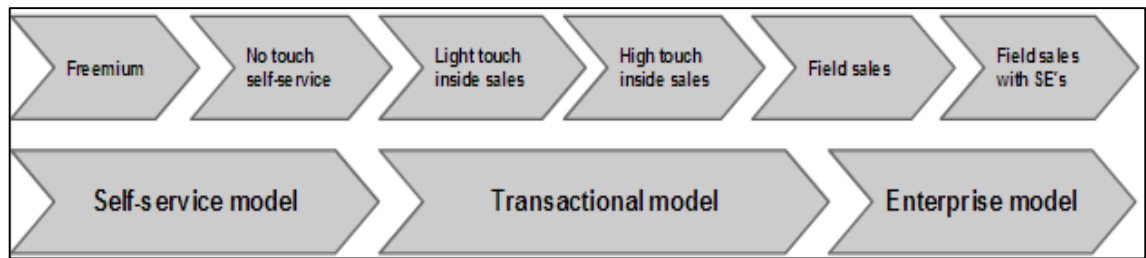 Freemium
No touch
self-service
Light touch
inside sales
High touch
inside sales
Field sales
Field sales
with SE's
Self-service model
Transactional model
Enterprise model